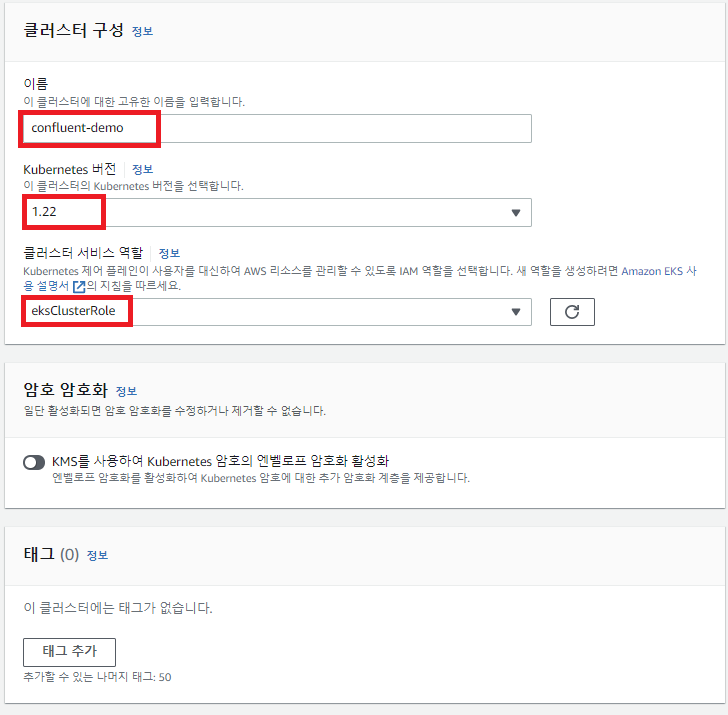 클러스터 구성 정보
이름
이 클러스터에 대한 고유한 이름을 입력합니다.
confluent-demo
Kubernetes 버전 정보
이 클러스터의 Kubernetes 버전을 선택합니다.
1.22
클러스터 서비스 역할 정보
Kubernetes 제어 플레인이 사용자를 대신하여 AWS 리소스를 관리할 수 있도록 IAM 역할을 선택합니다. 새 역할을 생성하려면 Amazon EKS 사
용 설명서 의 지침을 따르세요.
eksClusterRole
암호 암호화 정보
일단 활성화되면 암호 암호화를 수정하거나 제거할 수 없습니다.
KMS를 사용하여 Kubernetes 암호의 엔벨로프 암호화 활성화
엔벨로프 암호화를 활성화하여 Kubernetes 암호에 대한 추가 암호화 계층을 제공합니다.
태그 (0) 정보
이 클러스터에는 태그가 없습니다.
태그 추가
추가할 수 있는 나머지 태그: 50